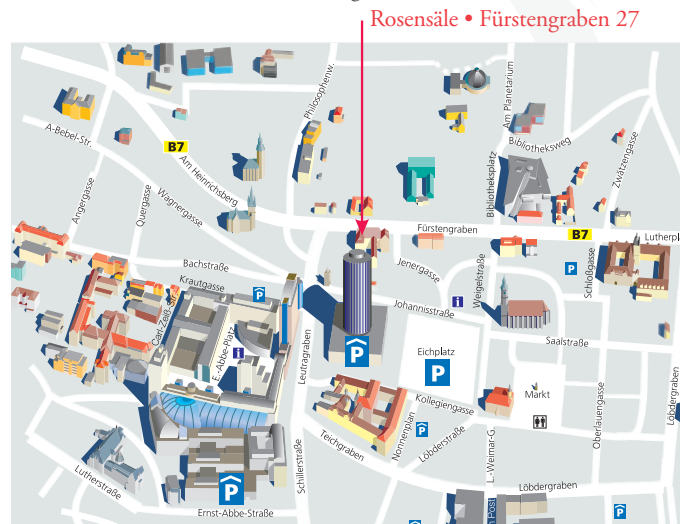 Rosensäle • Fürstengraben 27
Philosophenw.
Am Planetarium
A-Bebel-Str.
B7
Am Heinrichsberg
Bibliotheksweg
Zwätzengasse
Angergasse
Quergasse
Wagnergasse
Bibliotheksplatz
Fürstengraben
B7
Lutherpl
Bachstraße
Jenergasse
Weigelstraße
Schloßgasse
P
Krautgasse
P
Carl-Zeiß-Str.
Johannisstraße
i
E.-Abbe-Platz
i
Leutragraben
Saalstraße
P
Eichplatz
P
Markt
Kollegiengasse
Oberlauengasse
Löbdergraben
Nonnenplan
P
Löbderstraße
Teichgraben
L.-Weimar-G.
Schillerstraße
Lutherstraße
P
Löbdergraben
Ernst-Abbe-Straße
P
P
Post